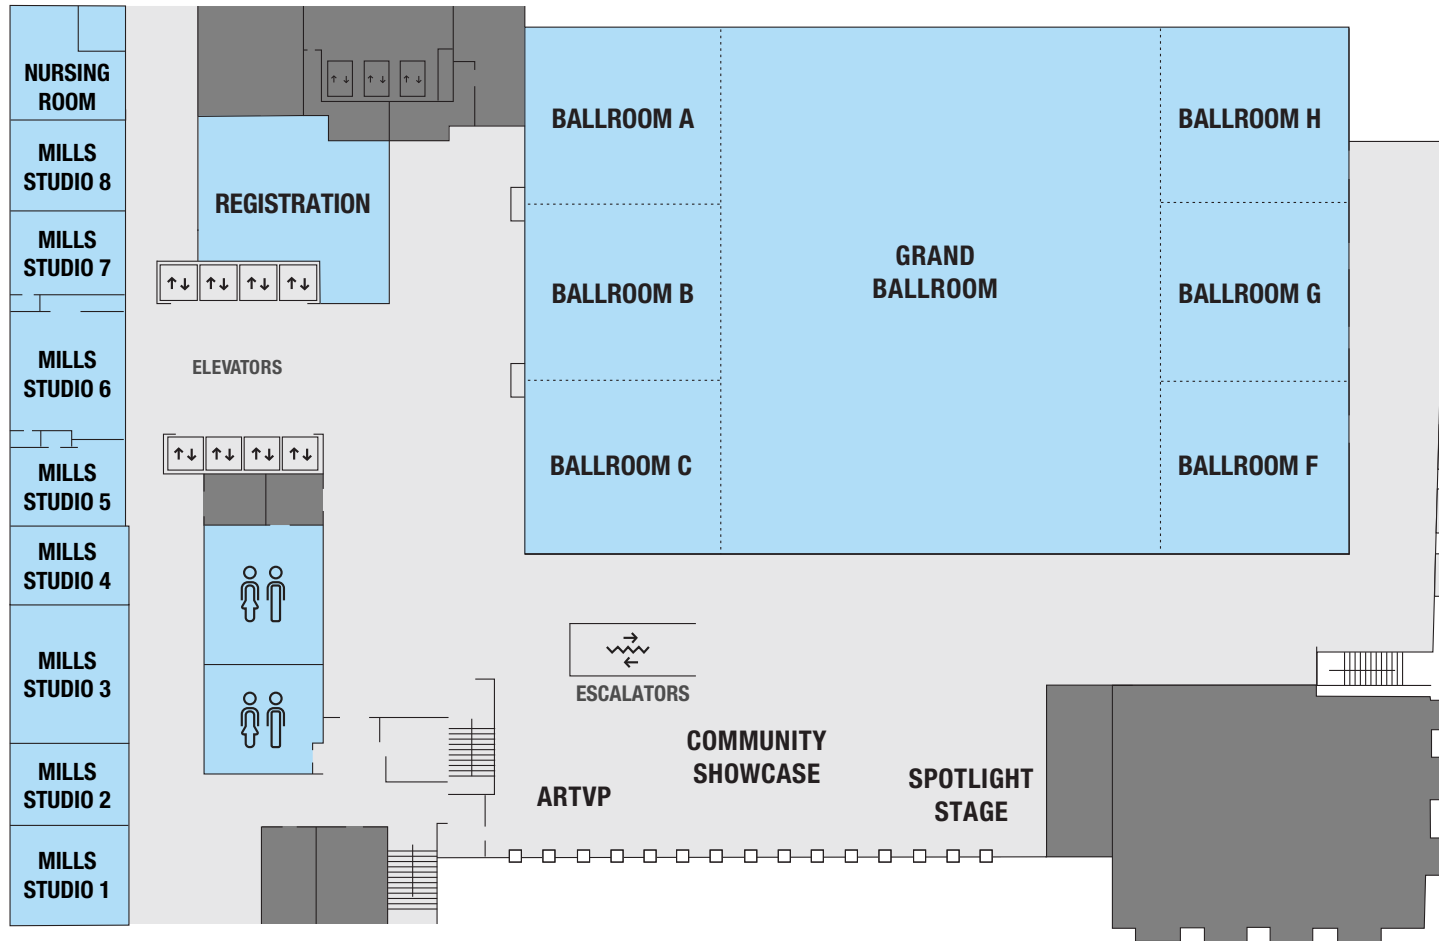 NURSING
ROOM
MILLS
STUDIO 8
MILLS
STUDIO 7
MILLS
STUDIO 6
MILLS
STUDIO 5
MILLS
STUDIO 4
MILLS
STUDIO 3
MILLS
STUDIO 2
MILLS
STUDIO 1
REGISTRATION
ELEVATORS
BALLROOM A
BALLROOM B
BALLROOM C
GRAND
BALLROOM
BALLROOM H
BALLROOM G
BALLROOM F
ESCALATORS
ARTVP
COMMUNITY
SHOWCASE
SPOTLIGHT
STAGE